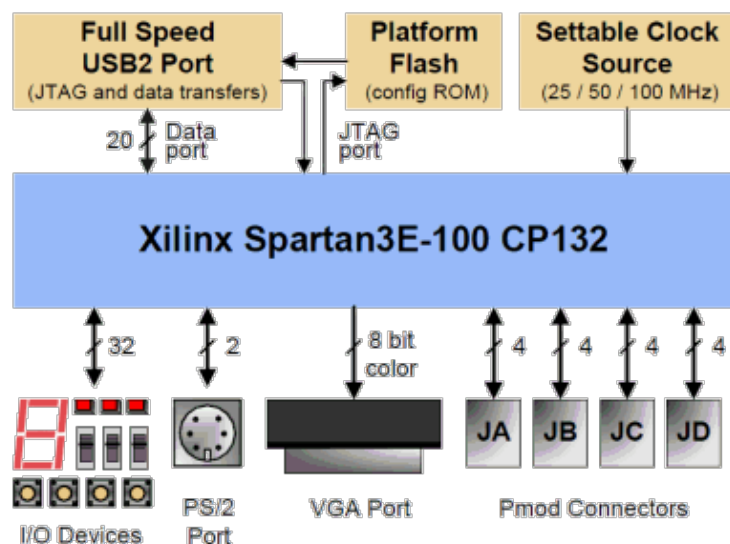 Full Speed
USB2 Port
(JTAG and data transfers)
Platform
Flash
(config ROM)
Settable Clock
Source
(25 / 50 / 100 MHz)
20
Data
port
JTAG
port
Xilinx Spartan3E-100 CP132
32
2
8 bit
color
4
4
4
4
JA
JB
JC
JD
I/O Devices
PS/2
Port
VGA Port
Pmod Connectors